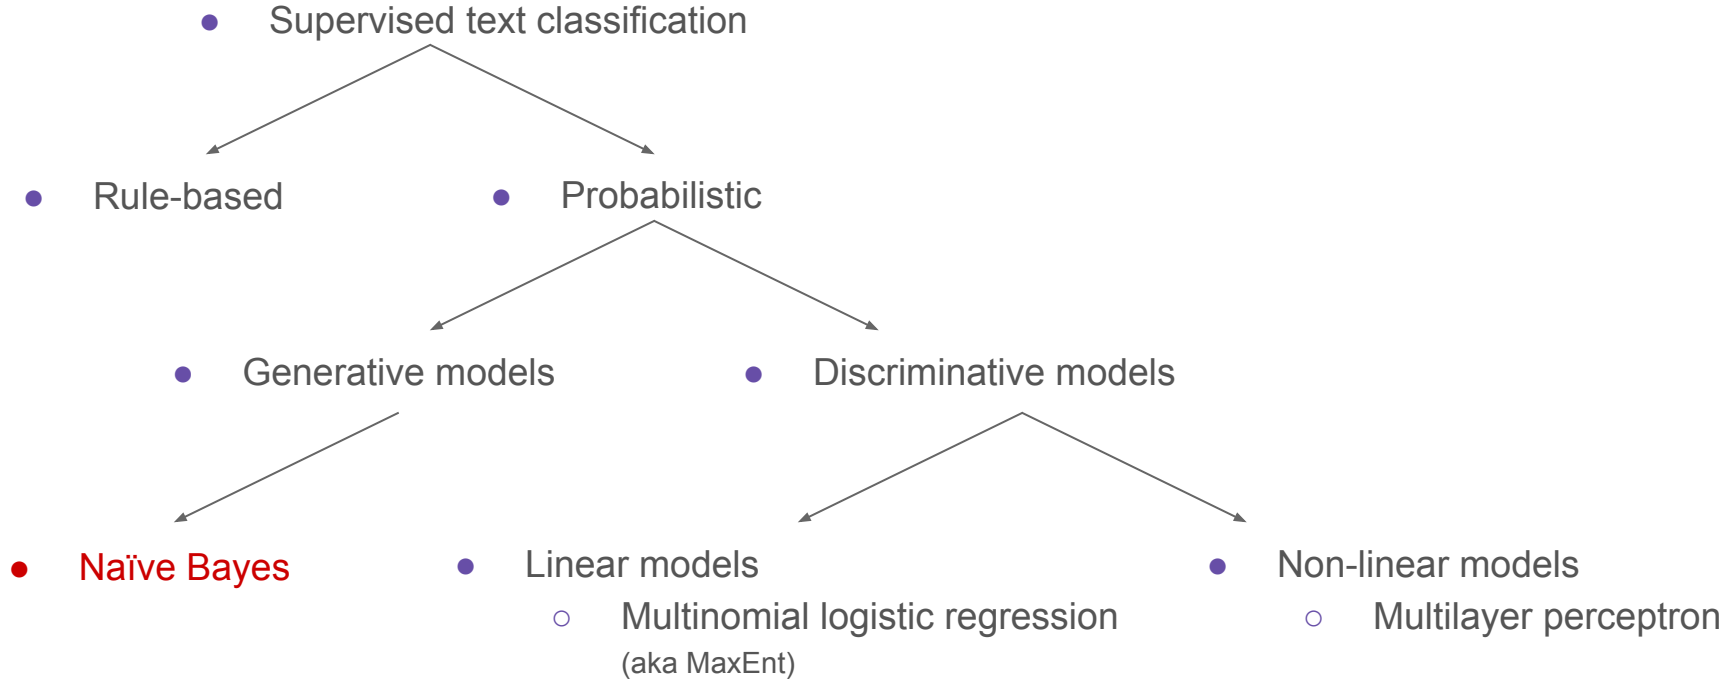 Supervised text classification
Rule-based
Probabilistic
Generative models
Discriminative models
Naïve Bayes
Linear models
Non-linear models
Multinomial logistic regression
(aka MaxEnt)
Multilayer perceptron